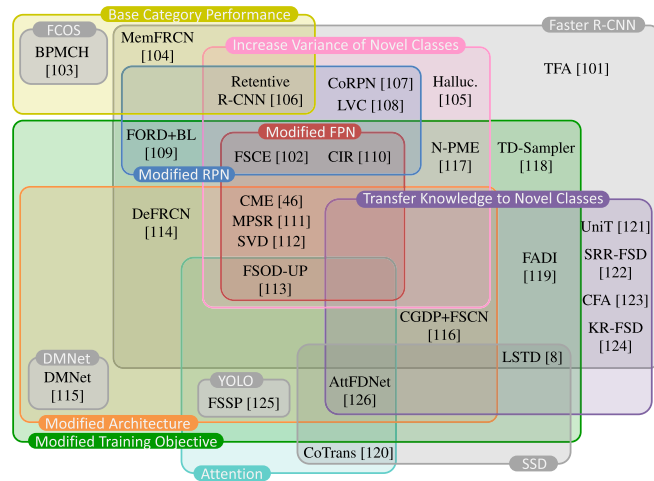 Base Category Performance
Faster R-CNN
FCOS
BPMCH
[103]
MemFRCN
[104]
Increase Variance of Novel Classes
TFA [101]
Retentive
R-CNN [106]
CoRPN [107]
LVC [108]
Halluc.
[105]
FORD+BL
[109]
Modified FPN
FSCE [102]
CIR [110]
N-PME
[117]
TD-Sampler
[118]
Modified RPN
CME [46]
MPSR [111]
SVD [112]
Transfer Knowledge to Novel Classes
DeFRCN
[114]
UniT [121]
SRR-FSD
[122]
FADI
[119]
FSOD-UP
[113]
CFA [123]
CGDP+FSCN
[116]
KR-FSD
[124]
LSTD [8]
DMNet
DMNet
[115]
YOLO
FSSP [125]
AttFDNet
[126]
Modified Architecture
Modified Training Objective
CoTrans [120]
SSD
Attention